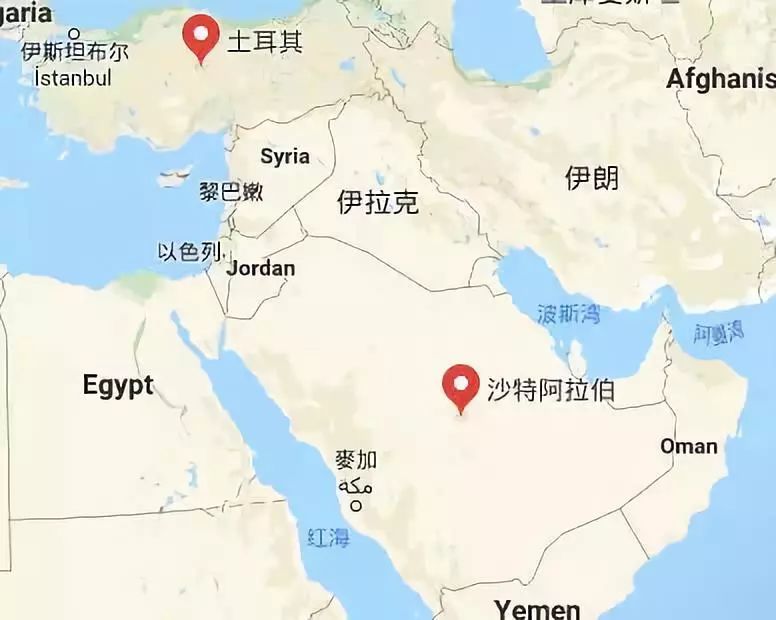 garia
土耳其
伊斯坦布尔
İstanbul
Afghanis
Syria
伊朗
黎巴嫩
伊拉克
以色列
Jordan
波斯湾
阿曼湾
Egypt
沙特阿拉伯
Oman
麥加
مكة
红海
Yemen